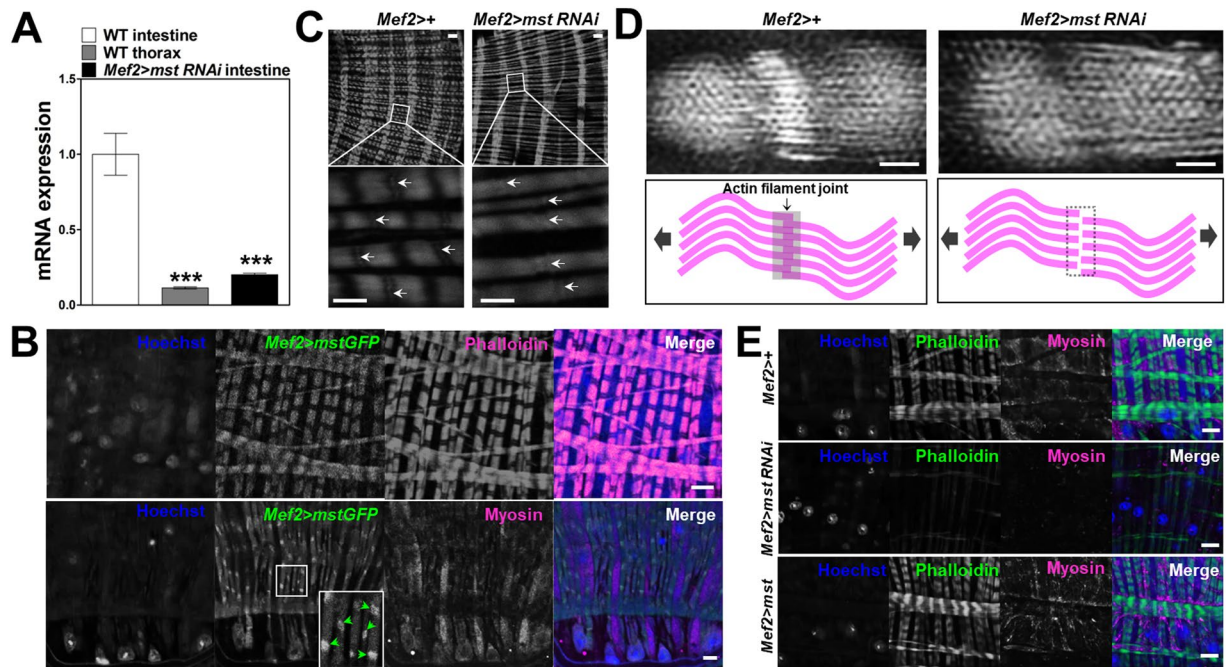 A
WT intestine
WT thorax
Mef2>mst RNAi intestine
mRNA expression
1.5
1.0
0.5
0.0
***
***
C
Mef2>+
Mef2>mst RNAi
D
Mef2>+
Mef2>mst RNAi
Actin filament joint
B
Hoechst
Mef2>mstGFP
Phalloidin
Merge
Hoechst
Mef2>mstGFP
Myosin
Merge
E
Mef2>+
Hoechst
Phalloidin
Myosin
Merge
Mef2>mst RNAi
Hoechst
Phalloidin
Myosin
Merge
Mef2>mst
Hoechst
Phalloidin
Myosin
Merge